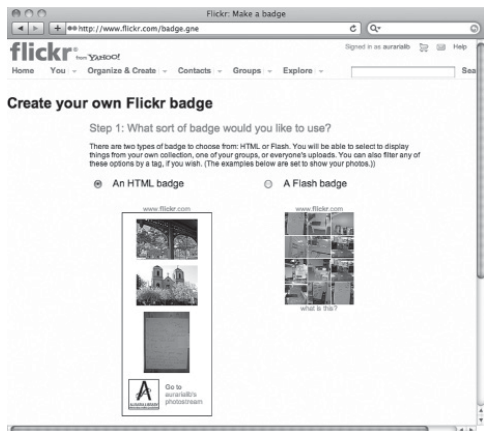 Flickr: Make a badge
http://www.flickr.com/badge.gne
flickr from YAHOO!
Signed in as aurarialib Help
Home You Organize & Create Contacts Groups Explore Sea
Create your own Flickr badge
Step 1: What sort of badge would you like to use?
There are two types of badge to choose from: HTML or Flash. You will be able to select to display
things from your own collection, one of your groups, or everyone's uploads. You can also filter any of
these options by a tag, if you wish. (The examples below are set to show your photos.))
An HTML badge
A Flash badge
www.flickr.com
www.flickr.com
what is this?
A
Go to
aurarialib's
photostream